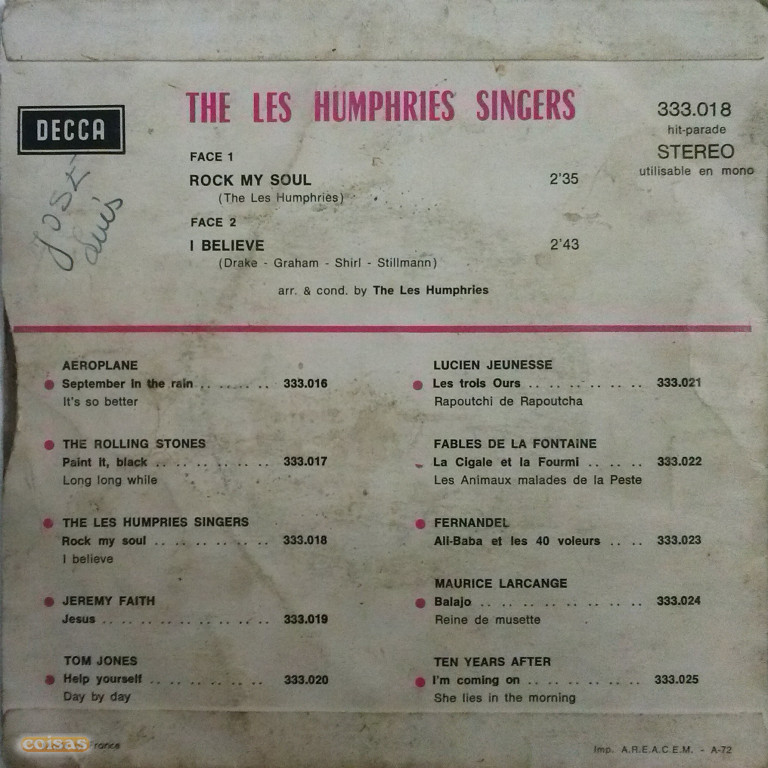 THE LES HUMPHRIES SINGERS
DECCA
333.018
hit-parade
STEREO
utilisable en mono
José
Luis
FACE 1
ROCK MY SOUL 2'35
(The Les Humphries)
FACE 2
I BELIEVE 2'43
(Drake - Graham - Shirl - Stillmann)
arr. & cond. by The Les Humphries
AEROPLANE
September in the rain . . . . . . . 333.016
It's so better
THE ROLLING STONES
Paint it, black . . . . . . . . . . 333.017
Long long while
THE LES HUMPRIES SINGERS
Rock my soul . . . . . . . . . . 333.018
I believe
JEREMY FAITH
Jesus . . . . . . . . . . . . . . 333.019
TOM JONES
Help yourself . . . . . . . . . . 333.020
Day by day
LUCIEN JEUNESSE
Les trois Ours . . . . . . . . . . 333.021
Rapoutchi de Rapoutcha
FABLES DE LA FONTAINE
La Cigale et la Fourmi . . . . . 333.022
Les Animaux malades de la Peste
FERNANDEL
Ali-Baba et les 40 voleurs . . . . 333.023
MAURICE LARCANGE
Balajo . . . . . . . . . . . . . . 333.024
Reine de musette
TEN YEARS AFTER
I'm coming on . . . . . . . . . . 333.025
She lies in the morning
coisas
Imp. A.R.E.A.C.E.M. - A-72